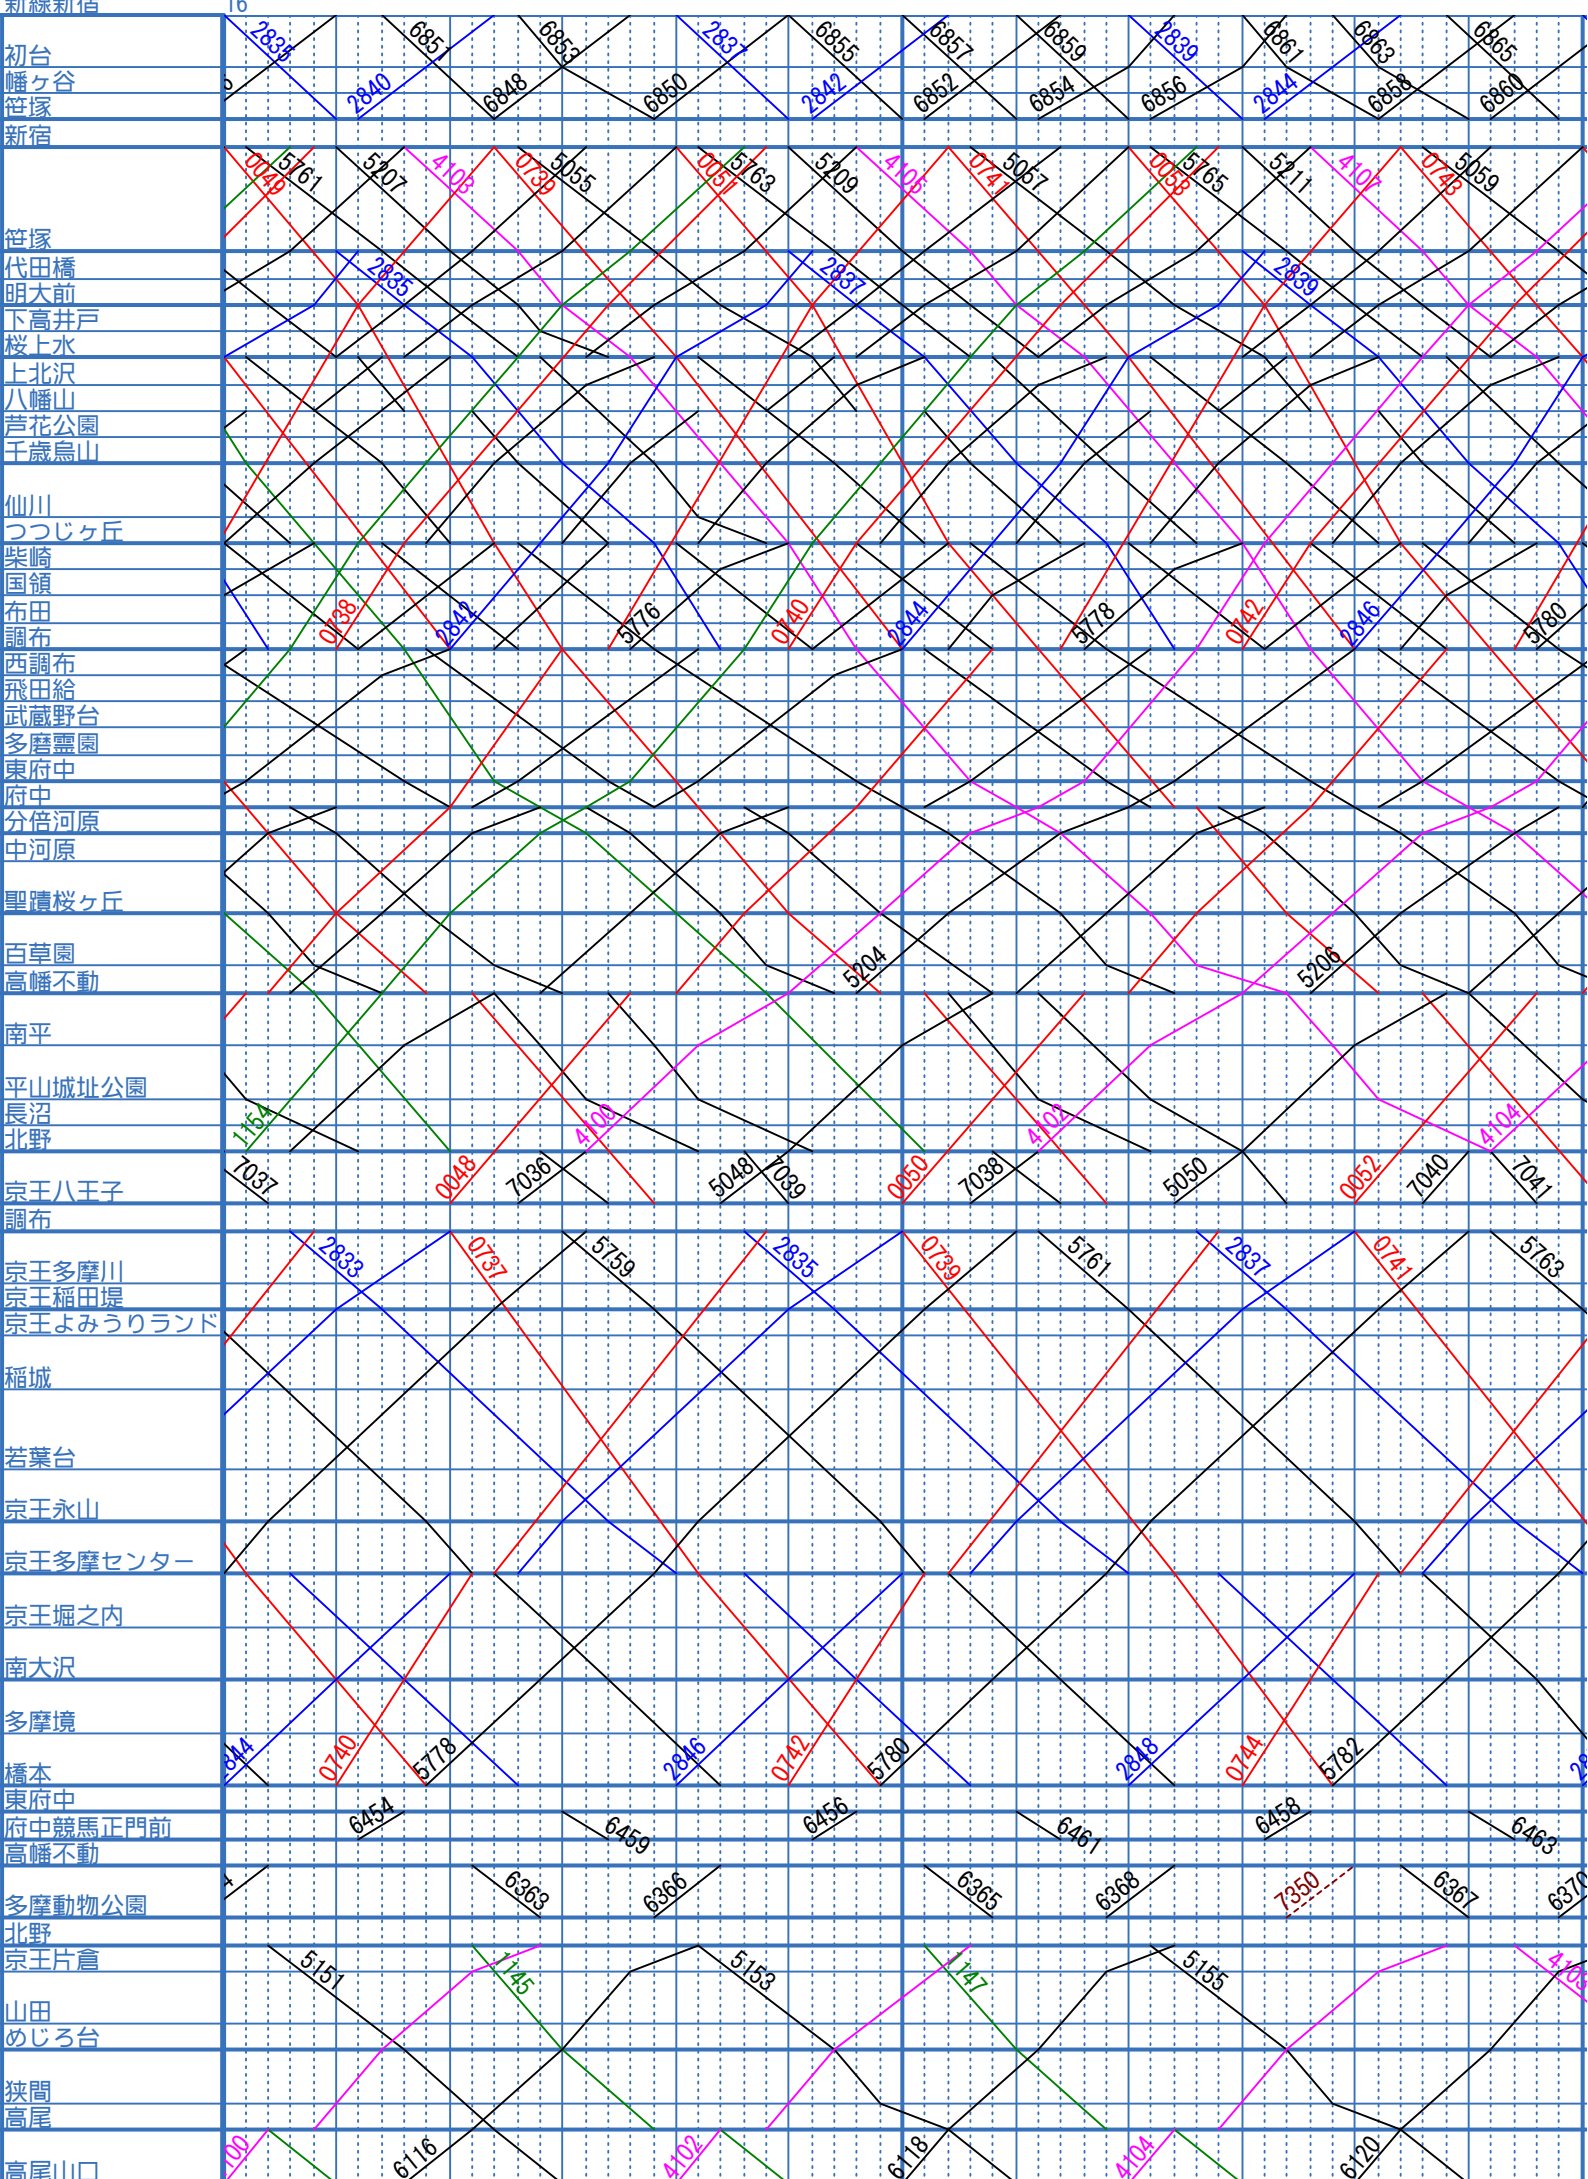 新線新宿 16
初台 2835 6851 6853 2837 6855 6857 6859 2839 6861 6863 6865
幡ヶ谷
笹塚 2840 6848 6850 2842 6852 6854 6856 2844 6858 6860
新宿
0049 5761 5207 4103 0739 5055 0051 5763 5209 4105 0741 5057 0053 5765 5211 4107 0743 5059
笹塚
代田橋
明大前 2835 2837 2839
下高井戸
桜上水
上北沢
八幡山
芦花公園
千歳烏山
仙川
つつじヶ丘
柴崎
国領
布田
調布 0738 2842 5776 0740 2844 5778 0742 2846 5780
西調布
飛田給
武蔵野台
多磨霊園
東府中
府中
分倍河原
中河原
聖蹟桜ヶ丘
百草園
高幡不動 5204 5206
南平
平山城址公園
長沼
北野 1154 4100 4102 4104
京王八王子 7037 0048 7036 5048 7039 0050 7038 5050 0052 7040 7041
調布
京王多摩川 2833 0737 5759 2835 0739 5761 2837 0741 5763
京王稲田堤
京王よみうりランド
稲城
若葉台
京王永山
京王多摩センター
京王堀之内
南大沢
多摩境
橋本 2844 0740 5778 2846 0742 5780 2848 0744 5782
東府中
府中競馬正門前 6454 6459 6456 6461 6458 6463
高幡不動
多摩動物公園 6363 6366 6365 6368 7350 6367 6370
北野
京王片倉 5151 1145 5153 1147 5155 4109
山田
めじろ台
狭間
高尾
高尾山口 4100 6116 4102 6118 4104 6120